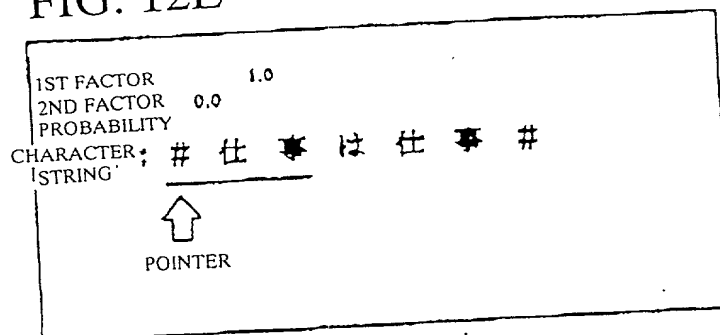 FIG. 12E
1ST FACTOR 1.0
2ND FACTOR 0.0
PROBABILITY
CHARACTER : # 仕 事 は 仕 事 #
STRING
POINTER